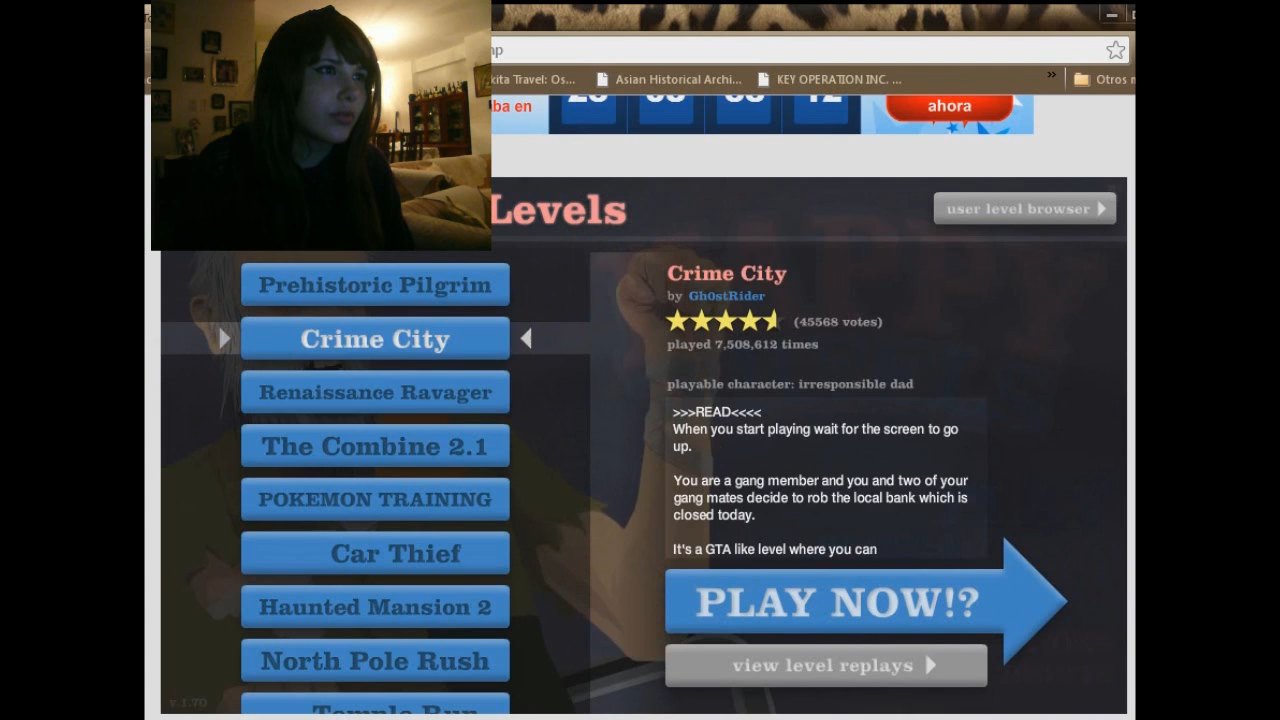 kita Travel: Os...
Asian Historical Archi...
KEY OPERATION INC. ...
»
Otros
ba en
ahora
Levels
user level browser
Prehistoric Pilgrim
Crime City
Renaissance Ravager
The Combine 2.1
POKEMON TRAINING
Car Thief
Haunted Mansion 2
North Pole Rush
Temple Run
v 1.70
Crime City
by Gh0stRider
(45568 votes)
played 7,508,612 times
playable character: irresponsible dad
>>>READ<<<<
When you start playing wait for the screen to go
up.
You are a gang member and you and two of your
gang mates decide to rob the local bank which is
closed today.
It's a GTA like level where you can
PLAY NOW!?
view level replays